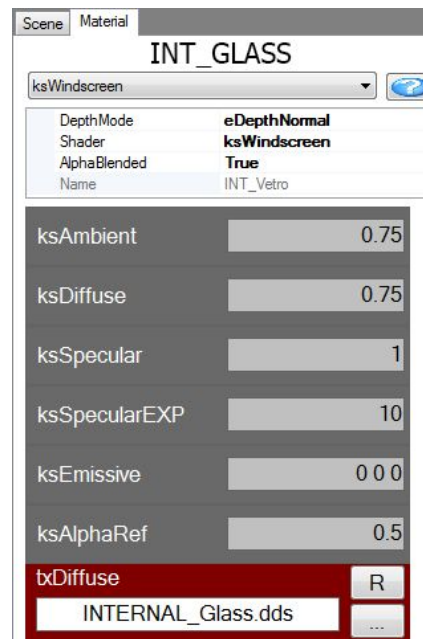 Scene Material
INT_GLASS
ksWindscreen
DepthMode eDepthNormal
Shader ksWindscreen
AlphaBlended True
Name INT_Vetro
ksAmbient 0.75
ksDiffuse 0.75
ksSpecular 1
ksSpecularEXP 10
ksEmissive 0 0 0
ksAlphaRef 0.5
txDiffuse R
INTERNAL_Glass.dds ...